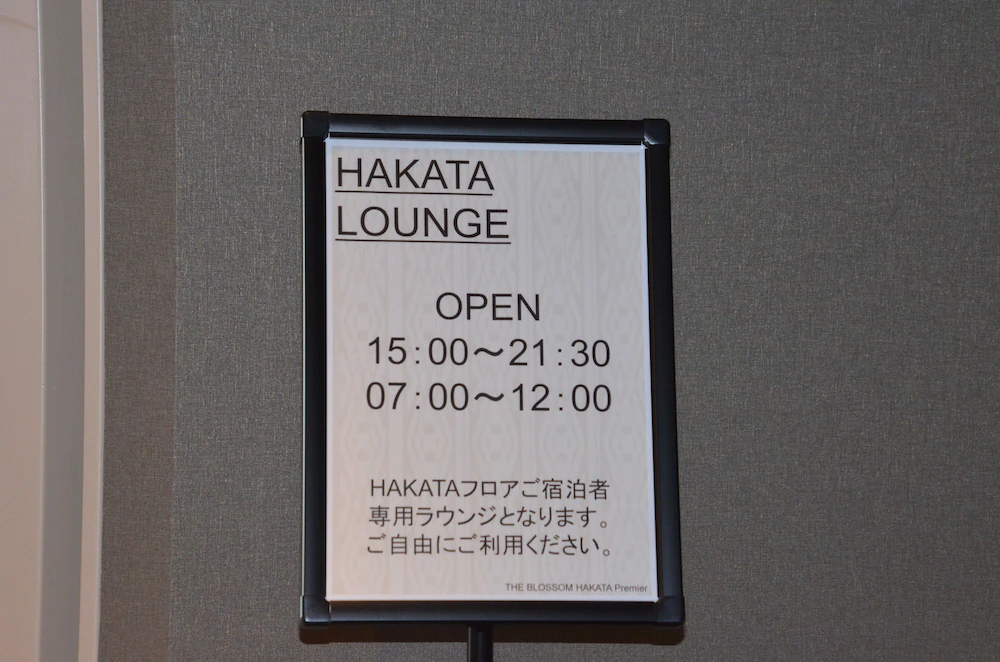 HAKATA
LOUNGE
OPEN
15:00～21:30
07:00～12:00
HAKATAフロアご宿泊者
専用ラウンジとなります。
ご自由にご利用ください。
THE BLOSSOM HAKATA Premier